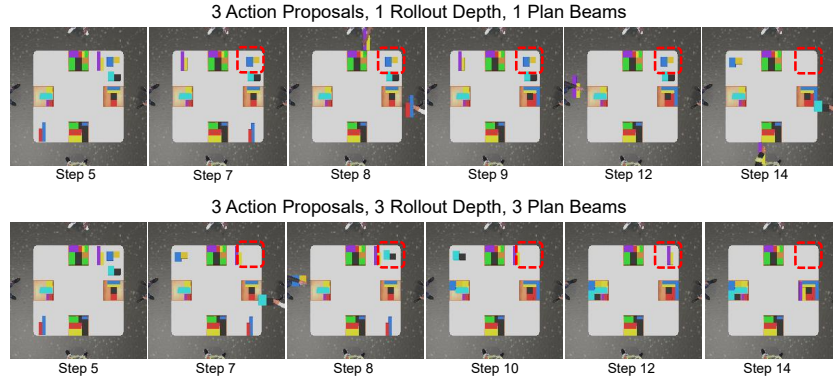 3 Action Proposals, 1 Rollout Depth, 1 Plan Beams
Step 5
Step 7
Step 8
Step 9
Step 12
Step 14
3 Action Proposals, 3 Rollout Depth, 3 Plan Beams
Step 5
Step 7
Step 8
Step 10
Step 12
Step 14